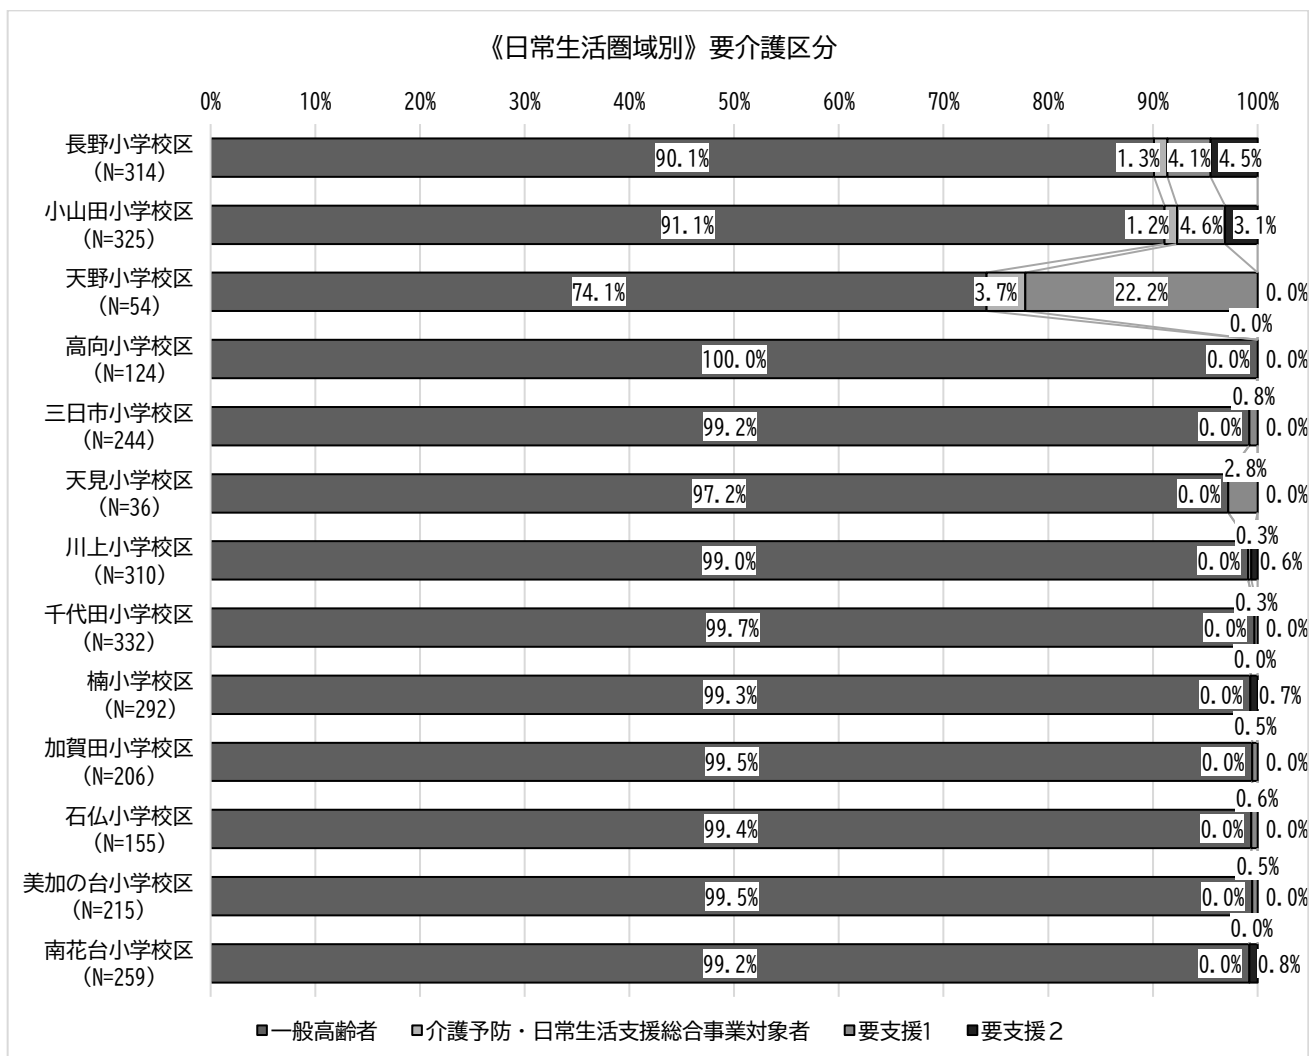 《日常生活圏域別》要介護区分
0% 10% 20% 30% 40% 50% 60% 70% 80% 90% 100%
長野小学校区
(N=314)
90.1% 1.3% 4.1% 4.5%
小山田小学校区
(N=325)
91.1% 1.2% 4.6% 3.1%
天野小学校区
(N=54)
74.1% 3.7% 22.2% 0.0%
0.0%
高向小学校区
(N=124)
100.0% 0.0% 0.0%
0.8%
三日市小学校区
(N=244)
99.2% 0.0% 0.0%
2.8%
天見小学校区
(N=36)
97.2% 0.0% 0.0%
0.3%
川上小学校区
(N=310)
99.0% 0.0% 0.6%
0.3%
千代田小学校区
(N=332)
99.7% 0.0% 0.0%
0.0%
楠小学校区
(N=292)
99.3% 0.0% 0.7%
0.5%
加賀田小学校区
(N=206)
99.5% 0.0% 0.0%
0.6%
石仏小学校区
(N=155)
99.4% 0.0% 0.0%
0.5%
美加の台小学校区
(N=215)
99.5% 0.0% 0.0%
0.0%
南花台小学校区
(N=259)
99.2% 0.0% 0.8%
一般高齢者 介護予防・日常生活支援総合事業対象者 要支援1 要支援２